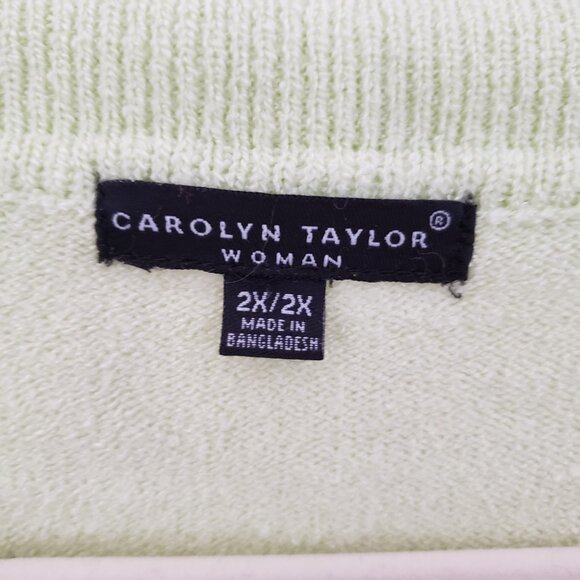 CAROLYN TAYLOR®
WOMAN
2X/2X
MADE IN
BANGLADESH